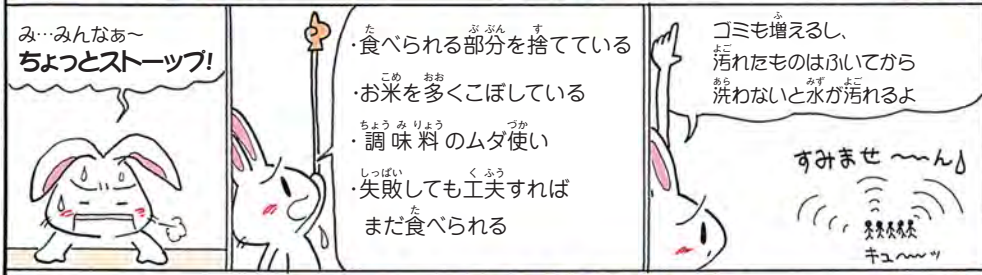 み…みんなぁ～
ちょっとストーップ!
・食べられる部分を捨てている
・お米を多くこぼしている
・調味料のムダ使い
・失敗しても工夫すれば
まだ食べられる
ゴミも増えるし、
汚れたものはふいてから
洗わないと水が汚れるよ
すみませ〜〜ん♪
キュ〜〜ッ